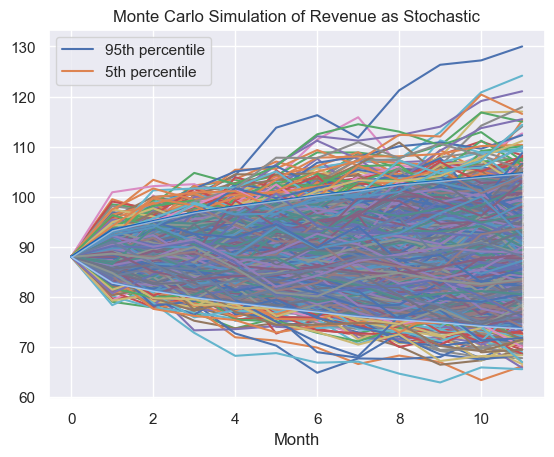 Monte Carlo Simulation of Revenue as Stochastic
95th percentile
5th percentile
130
120
110
100
90
80
70
60
0 2 4 6 8 10
Month